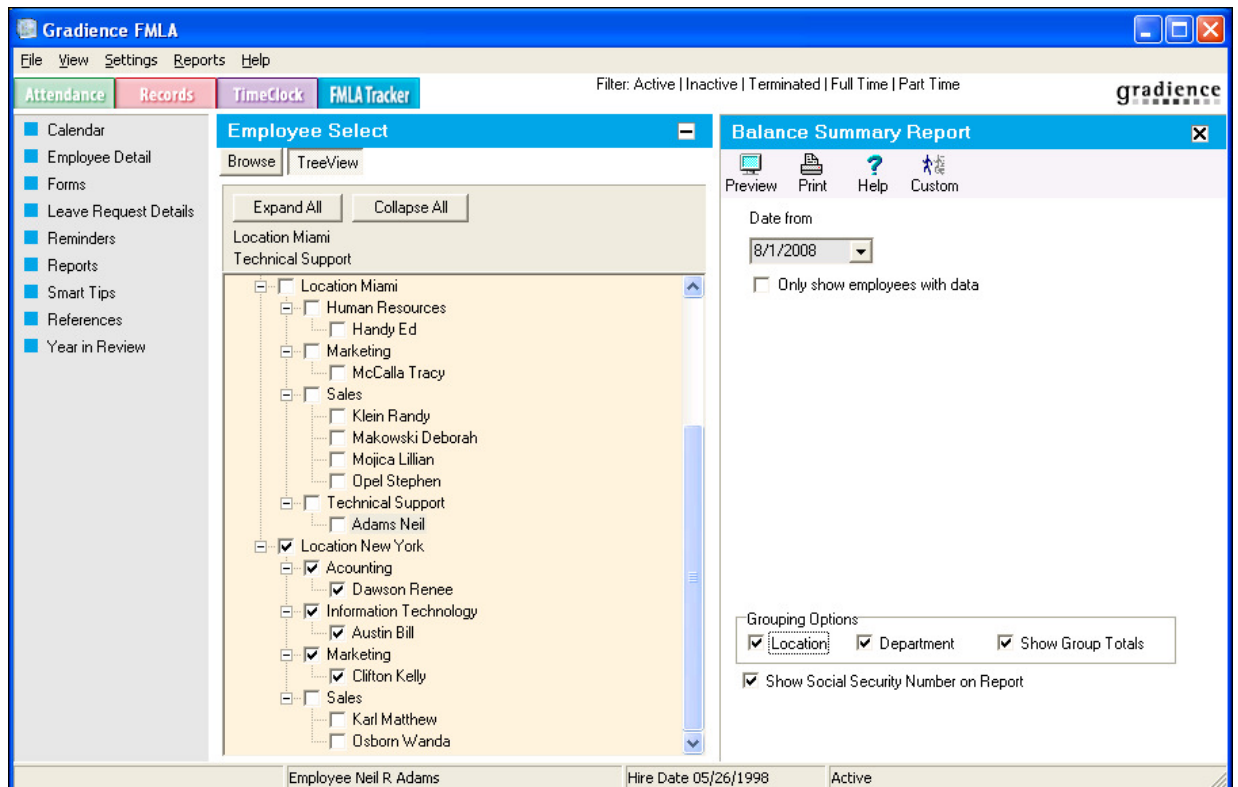 Gradience FMLA
File View Settings Reports Help
Attendance Records TimeClock FMLA Tracker
Filter: Active | Inactive | Terminated | Full Time | Part Time
gradience
Calendar
Employee Detail
Forms
Leave Request Details
Reminders
Reports
Smart Tips
References
Year in Review
Employee Select
Browse TreeView
Expand All Collapse All
Location Miami
Technical Support
Location Miami
Human Resources
Handy Ed
Marketing
McCalla Tracy
Sales
Klein Randy
Makowski Deborah
Mojica Lillian
Opel Stephen
Technical Support
Adams Neil
Location New York
Acounting
Dawson Renee
Information Technology
Austin Bill
Marketing
Clifton Kelly
Sales
Karl Matthew
Osborn Wanda
Balance Summary Report
Preview Print Help Custom
Date from
8/1/2008
Only show employees with data
Grouping Options
Location Department Show Group Totals
Show Social Security Number on Report
Employee Neil R Adams Hire Date 05/26/1998 Active